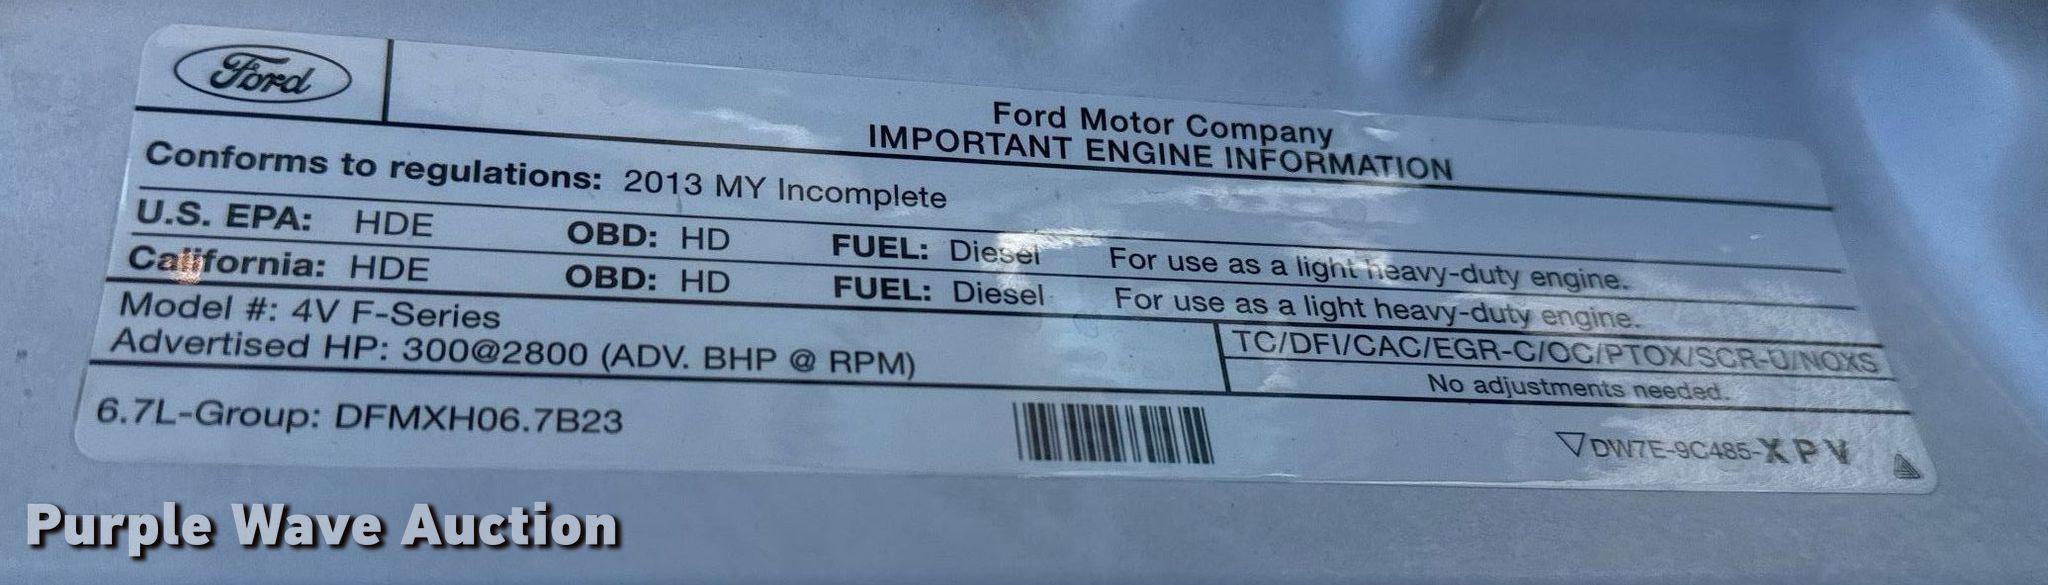 Ford
Ford Motor Company
IMPORTANT ENGINE INFORMATION
Conforms to regulations: 2013 MY Incomplete
U.S. EPA: HDE OBD: HD FUEL: Diesel For use as a light heavy-duty engine.
California: HDE OBD: HD FUEL: Diesel For use as a light heavy-duty engine.
Model #: 4V F-Series
Advertised HP: 300@2800 (ADV. BHP @ RPM)
TC/DFI/CAC/EGR-C/OC/PTOX/SCR-U/NOXS
No adjustments needed.
6.7L-Group: DFMXH06.7B23
DW7E-9C485-XPV
Purple Wave Auction